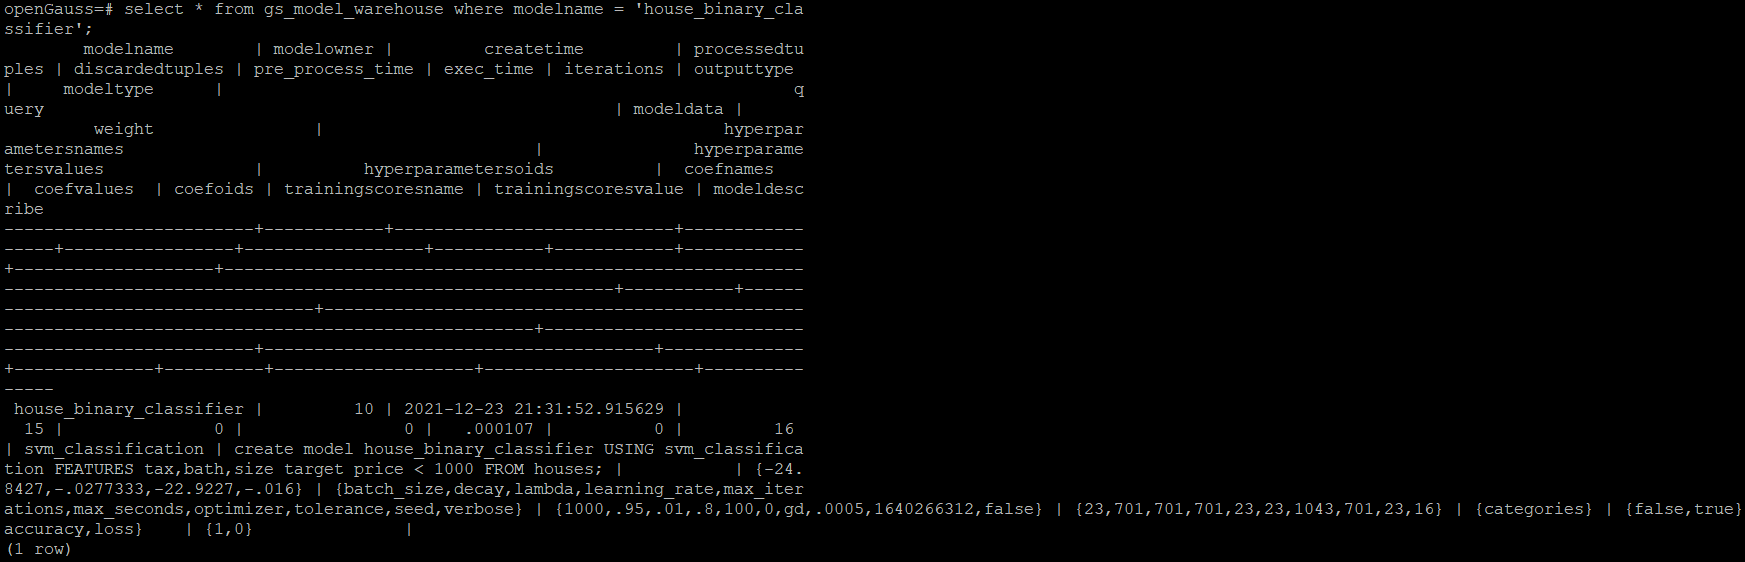 openGauss=# select * from gs_model_warehouse where modelname = 'house_binary_cla
ssifier';
        modelname        | modelowner |         createtime         | processedtu
ples | discardedtuples | pre_process_time | exec_time | iterations | outputtype 
|     modeltype      |                                                         q
uery                                                         | modeldata |      
         weight                |                                        hyperpar
ametersnames                                         |               hyperparame
tersvalues               |          hyperparametersoids          |  coefnames   
|  coefvalues  | coefoids | trainingscoresname | trainingscoresvalue | modeldesc
ribe
-------------------------+------------+----------------------------+------------
-----+-----------------+------------------+-----------+------------+------------
+--------------------+----------------------------------------------------------
-------------------------------------------------------------+-----------+------
-------------------------------+------------------------------------------------
-----------------------------------------------------+--------------------------
-------------------------+---------------------------------------+--------------
+--------------+----------+--------------------+---------------------+----------
-----
 house_binary_classifier |         10 | 2021-12-23 21:31:52.915629 |
  15 |               0 |                0 |   .000107 |          0 |         16
| svm_classification | create model house_binary_classifier USING svm_classifica
tion FEATURES tax,bath,size target price < 1000 FROM houses; |           | {-24.
8427,-.0277333,-22.9227,-.016} | {batch_size,decay,lambda,learning_rate,max_iter
ations,max_seconds,optimizer,tolerance,seed,verbose} | {1000,.95,.01,.8,100,0,gd,.0005,1640266312,false} | {23,701,701,701,23,23,1043,701,23,16} | {categories} | {false,true}
accuracy,loss}    | {1,0}               |
(1 row)